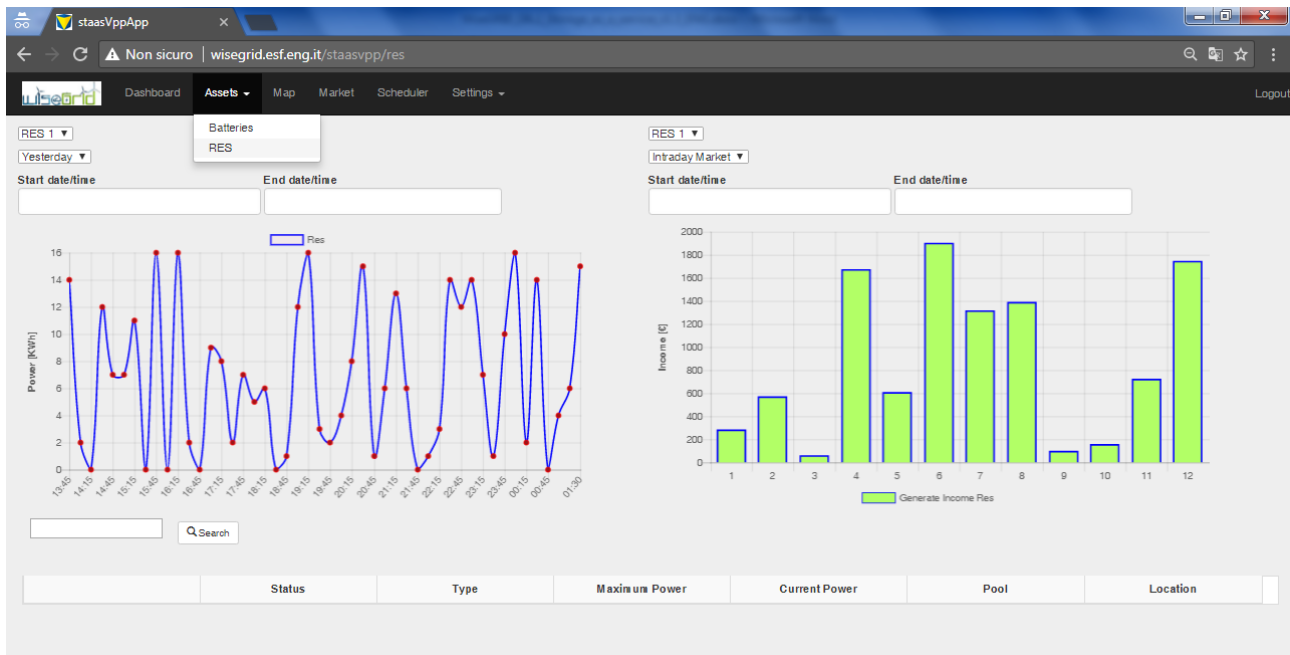 staasVppApp ×
Non sicuro | wisegrid.esf.eng.it/staasvpp/res
wiseGrid Dashboard Assets Map Market Scheduler Settings Logout
Batteries
RES
RES 1
Yesterday
Start date/time End date/time
Res
16
14
12
10
8
6
4
2
0
Power [KWh]
13:45 14:15 14:45 15:15 15:45 16:15 16:45 17:15 17:45 18:15 18:45 19:15 19:45 20:15 20:45 21:15 21:45 22:15 22:45 23:15 23:45 00:15 00:45 01:30
RES 1
Intraday Market
Start date/time End date/time
2000
1800
1600
1400
1200
1000
800
600
400
200
0
Income [€]
1 2 3 4 5 6 7 8 9 10 11 12
Generate Income Res
Search
Status Type Maximum Power Current Power Pool Location